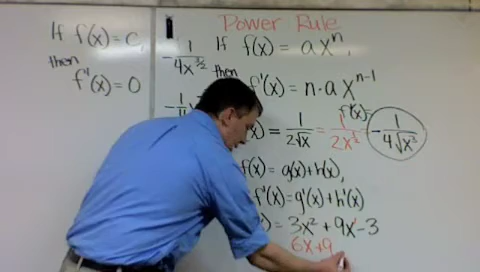 Power Rule
If f(x) = c,
then
f'(x) = 0
If f(x) = ax^n,
then f'(x) = n·a x^{n-1}
-1/(4x^{3/2})
f''(x) =
= 1/(2√x) = 1/(2x^{½}) -1/(4√x³)
f(x) = g(x)+h(x),
f'(x) = g'(x)+h'(x)
= 3x² + 9x' - 3
6x+9